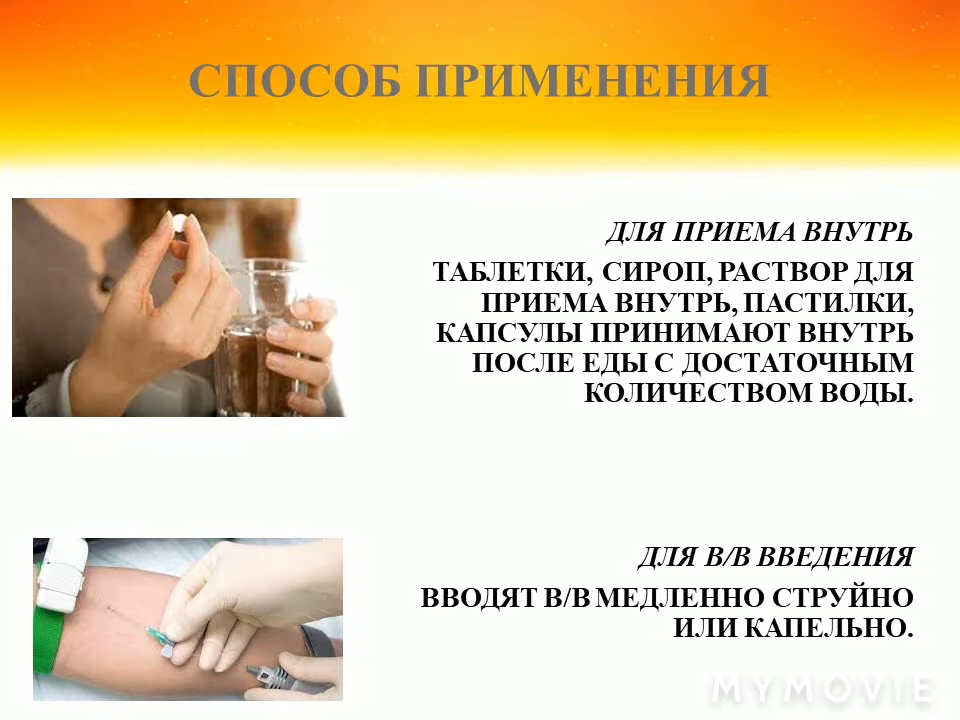 СПОСОБ ПРИМЕНЕНИЯ
ДЛЯ ПРИЕМА ВНУТРЬ
ТАБЛЕТКИ, СИРОП, РАСТВОР ДЛЯ
ПРИЕМА ВНУТРЬ, ПАСТИЛКИ,
КАПСУЛЫ ПРИНИМАЮТ ВНУТРЬ
ПОСЛЕ ЕДЫ С ДОСТАТОЧНЫМ
КОЛИЧЕСТВОМ ВОДЫ.
ДЛЯ В/В ВВЕДЕНИЯ
ВВОДЯТ В/В МЕДЛЕННО СТРУЙНО
ИЛИ КАПЕЛЬНО.
MYMOVIE